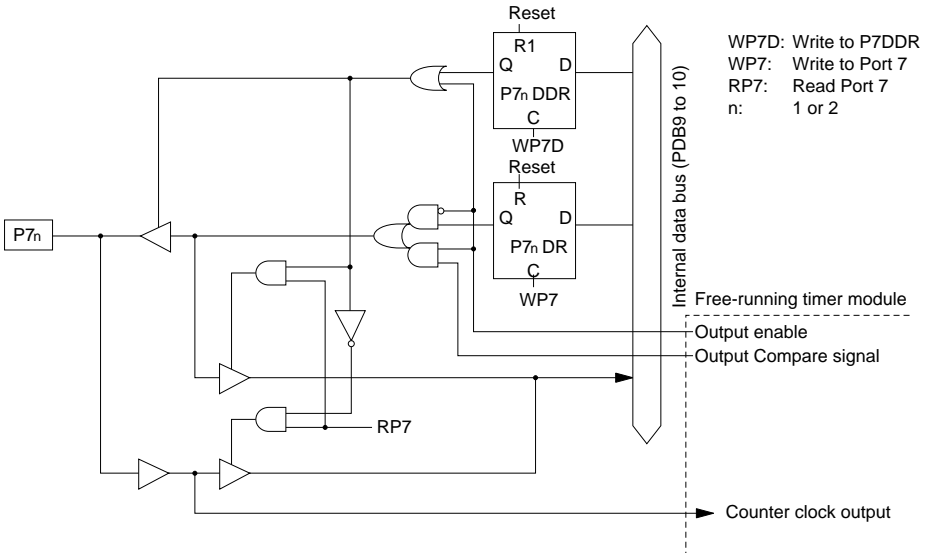 Reset
R1
Q D
P7n DDR
C
WP7D
Reset
R
Q D
P7n DR
C
WP7
P7n
RP7
Internal data bus (PDB9 to 10)
WP7D: Write to P7DDR
WP7: Write to Port 7
RP7: Read Port 7
n: 1 or 2
Free-running timer module
Output enable
Output Compare signal
Counter clock output